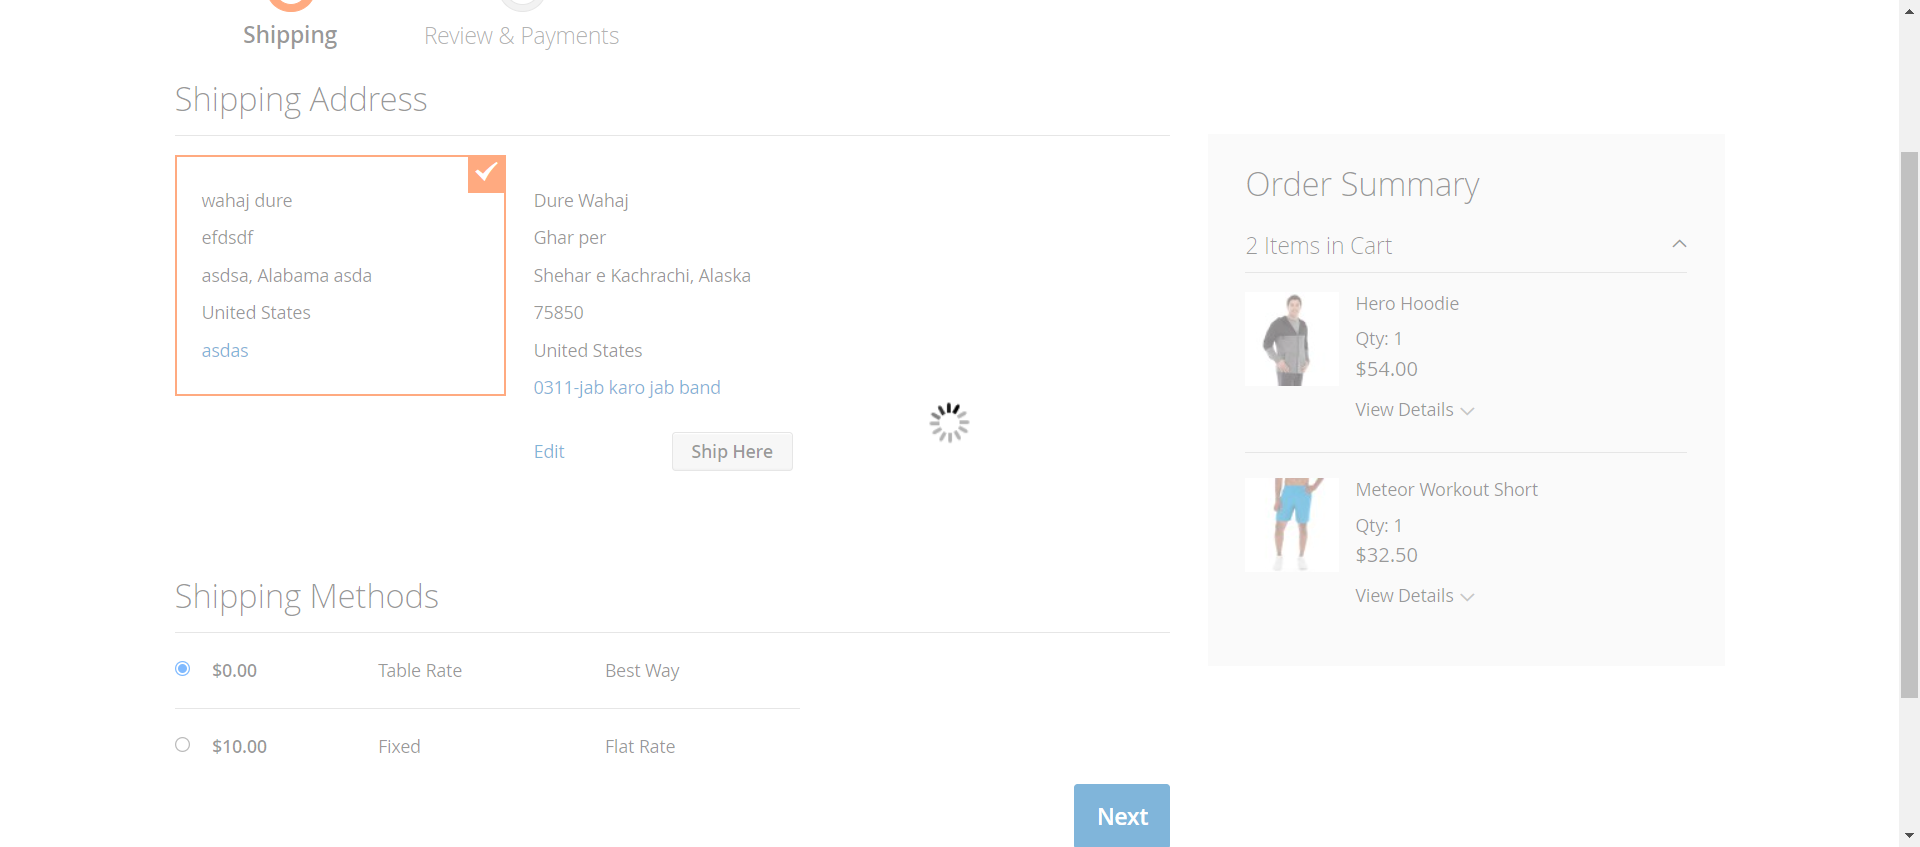 Shipping
Review & Payments
Shipping Address
wahaj dure
efdsdf
asdsa, Alabama asda
United States
asdas
Dure Wahaj
Ghar per
Shehar e Kachrachi, Alaska
75850
United States
0311-jab karo jab band
Edit
Ship Here
Order Summary
2 Items in Cart
Hero Hoodie
Qty: 1
$54.00
View Details
Meteor Workout Short
Qty: 1
$32.50
View Details
Shipping Methods
$0.00 Table Rate Best Way
$10.00 Fixed Flat Rate
Next